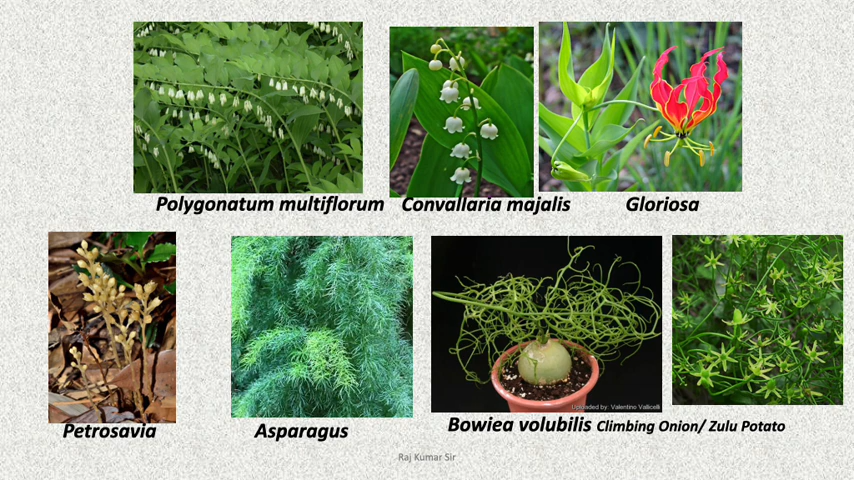 Polygonatum multiflorum Convallaria majalis Gloriosa
Uploaded by: Valentino Vallicelli
Petrosavia Asparagus Bowiea volubilis Climbing Onion/ Zulu Potato
Raj Kumar Sir